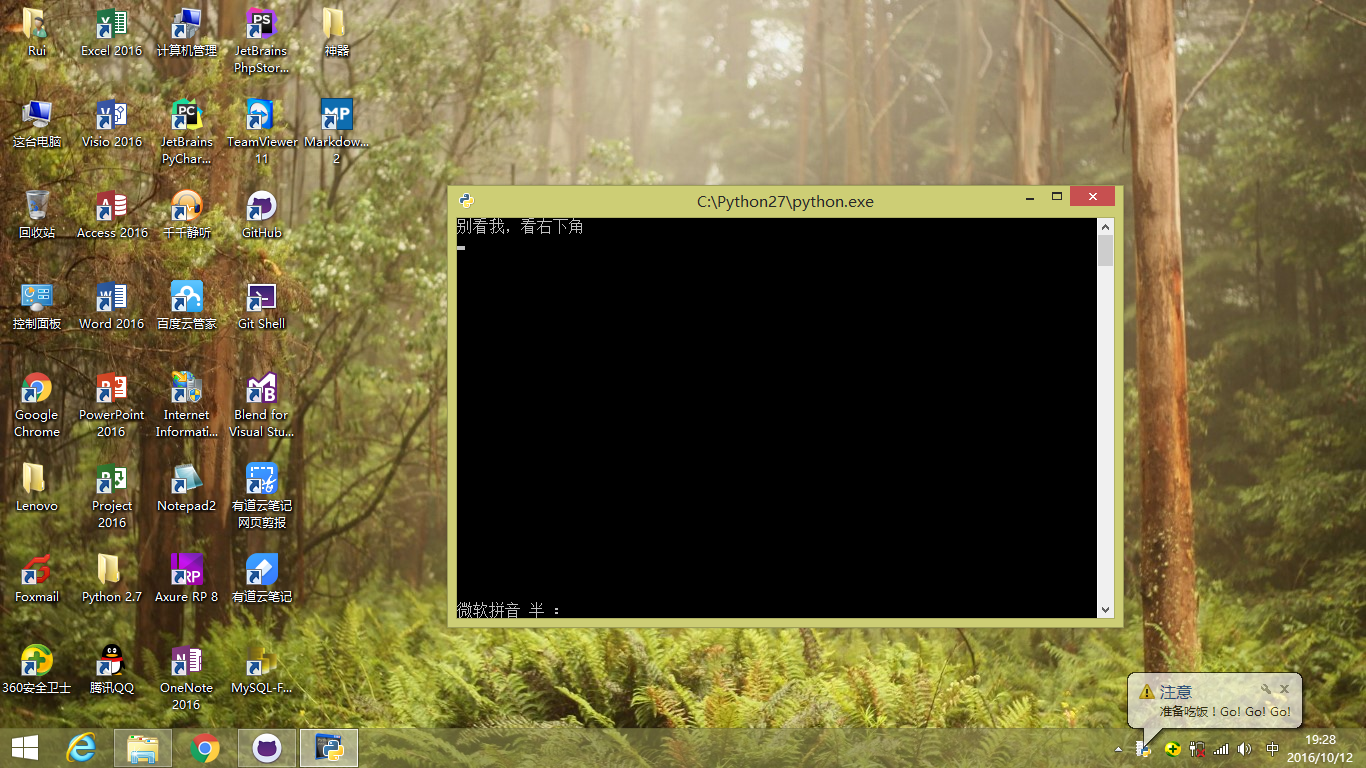 Rui
Excel 2016
计算机管理
JetBrains
PhpStor...
神器
这台电脑
Visio 2016
JetBrains
PyChar...
TeamViewer
11
Markdow...
2
回收站
Access 2016
千千静听
GitHub
控制面板
Word 2016
百度云管家
Git Shell
Google
Chrome
PowerPoint
2016
Internet
Informati...
Blend for
Visual Stu...
Lenovo
Project
2016
Notepad2
有道云笔记
网页剪报
Foxmail
Python 2.7
Axure RP 8
有道云笔记
360安全卫士
腾讯QQ
OneNote
2016
MySQL-F...
C:\Python27\python.exe
别看我，看右下角
微软拼音 半 :
注意
准备吃饭！Go! Go! Go!
中
19:28
2016/10/12